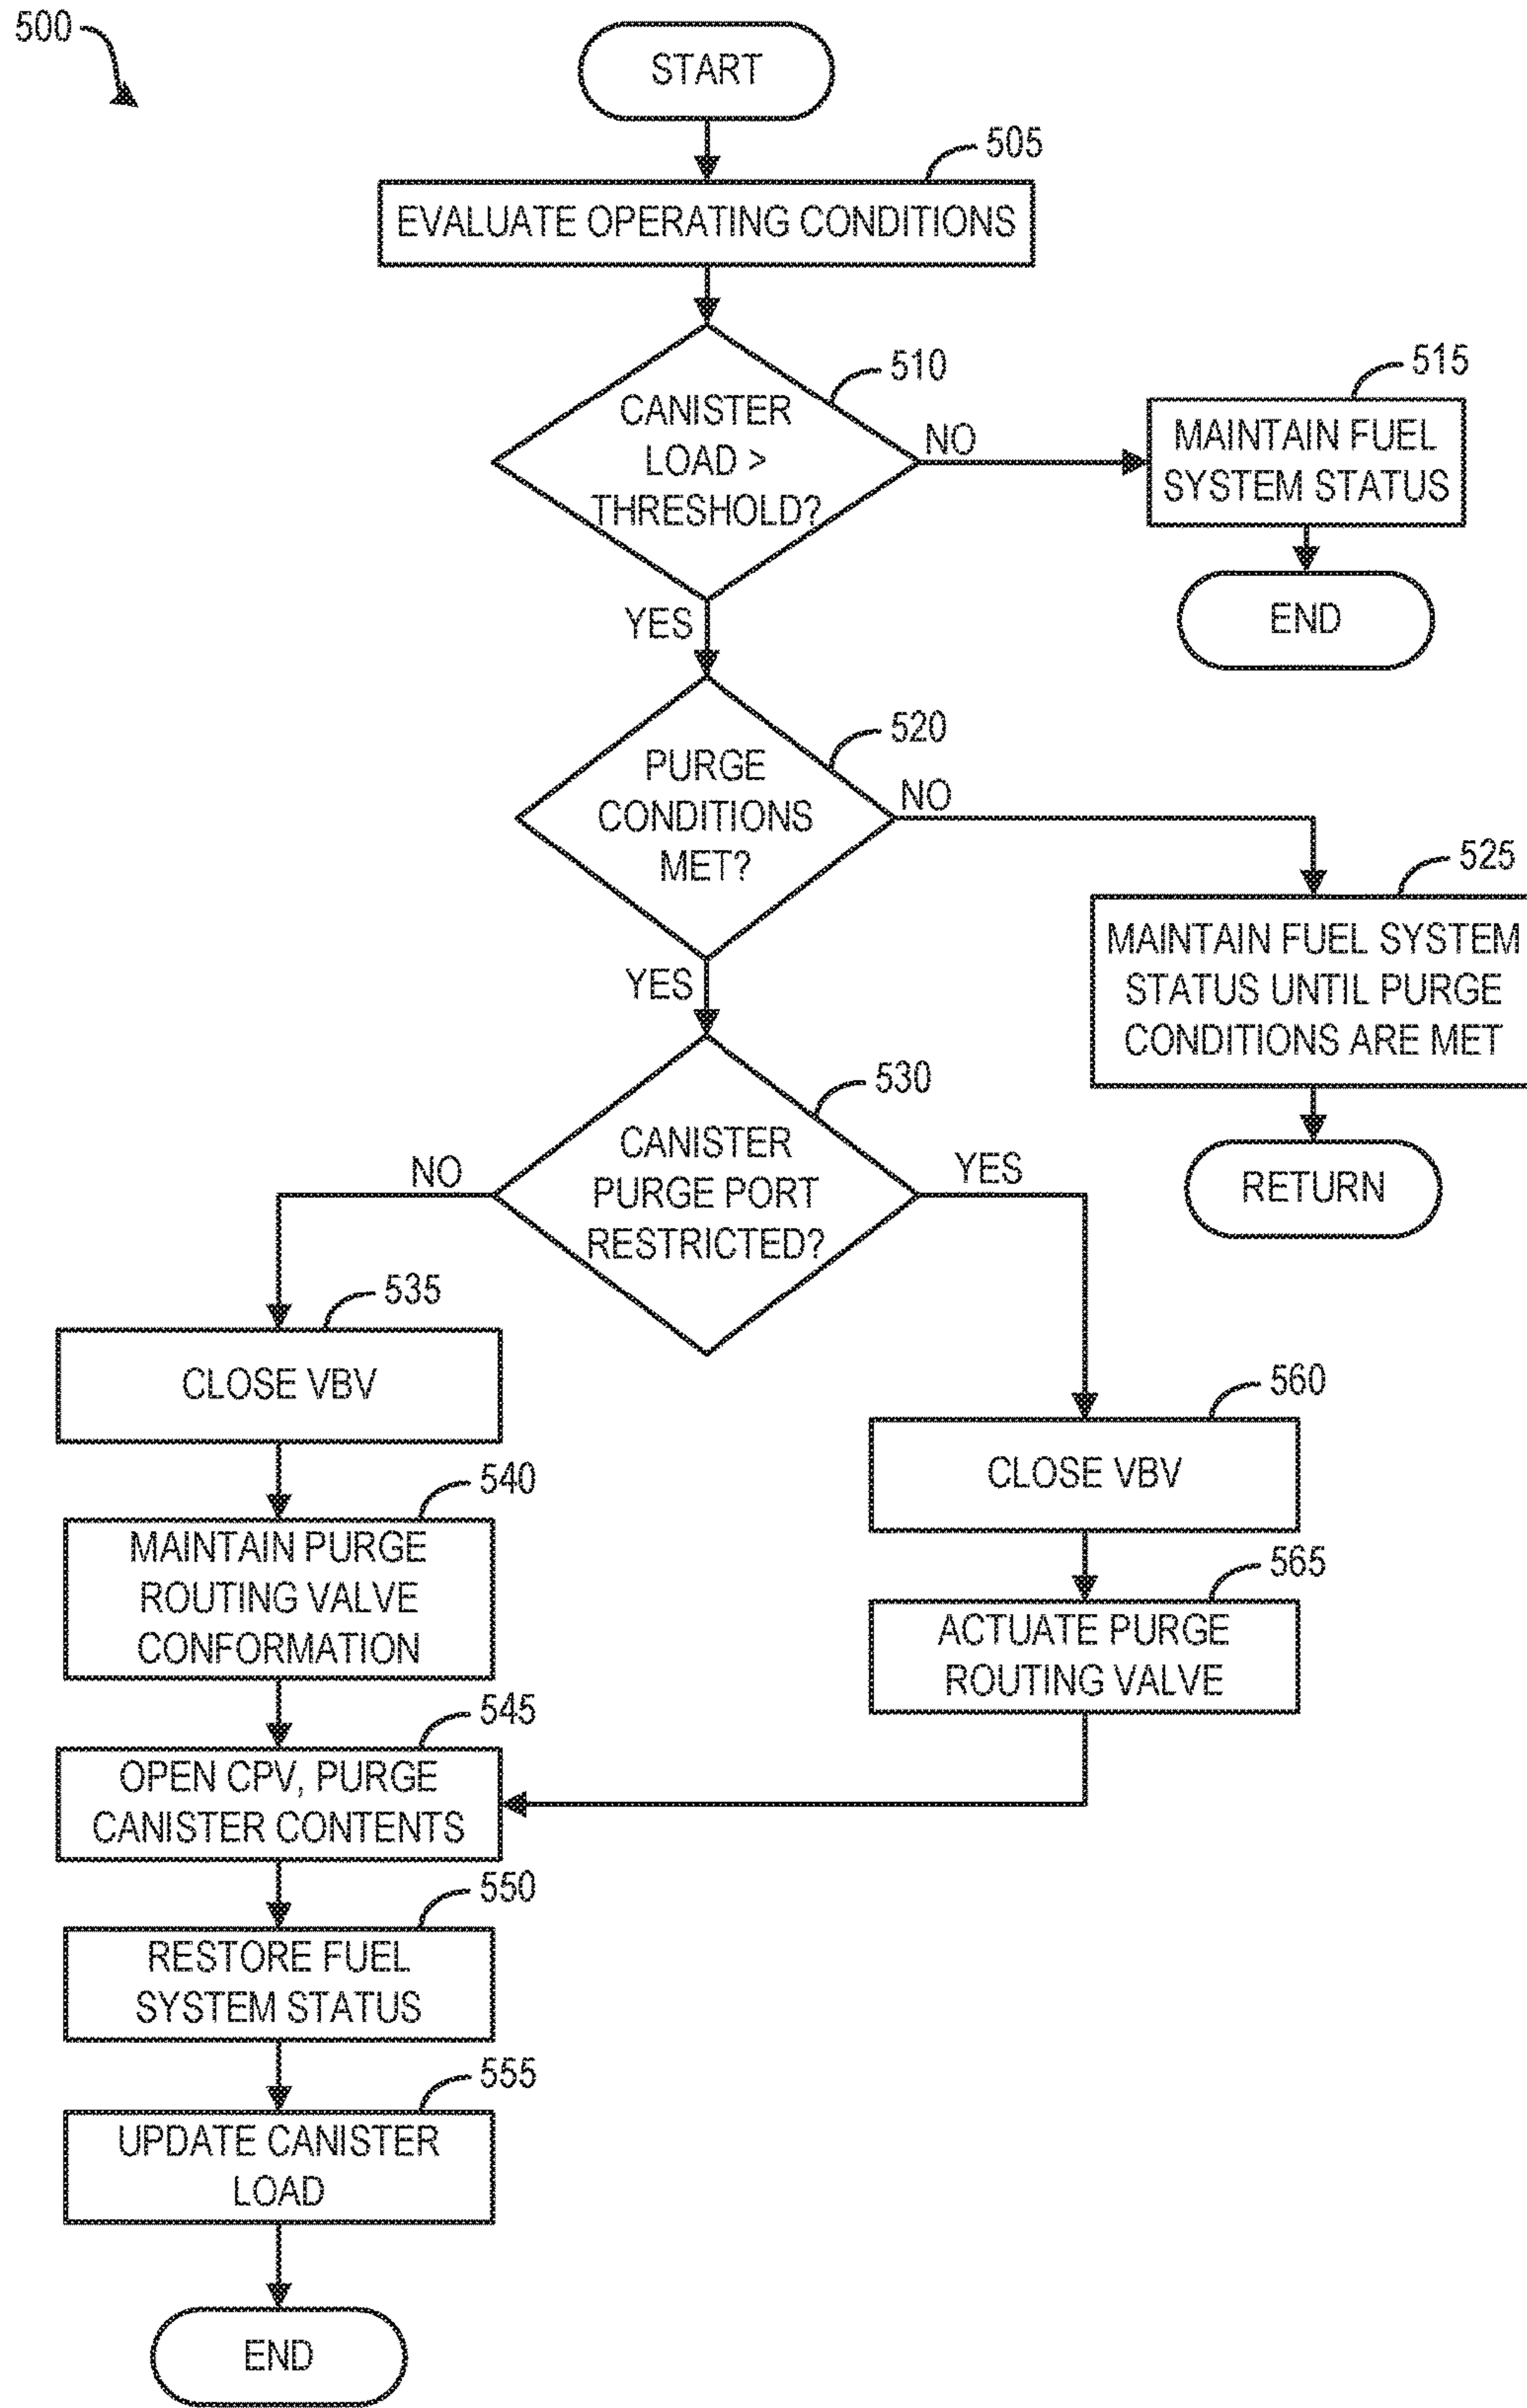 500
START
505
EVALUATE OPERATING CONDITIONS
510
CANISTER
LOAD >
THRESHOLD?
NO
515
MAINTAIN FUEL
SYSTEM STATUS
END
YES
520
PURGE
CONDITIONS
MET?
NO
525
MAINTAIN FUEL SYSTEM
STATUS UNTIL PURGE
CONDITIONS ARE MET
RETURN
YES
530
CANISTER
PURGE PORT
RESTRICTED?
NO
YES
535
CLOSE VBV
540
MAINTAIN PURGE
ROUTING VALVE
CONFORMATION
560
CLOSE VBV
565
ACTUATE PURGE
ROUTING VALVE
545
OPEN CPV, PURGE
CANISTER CONTENTS
550
RESTORE FUEL
SYSTEM STATUS
555
UPDATE CANISTER
LOAD
END